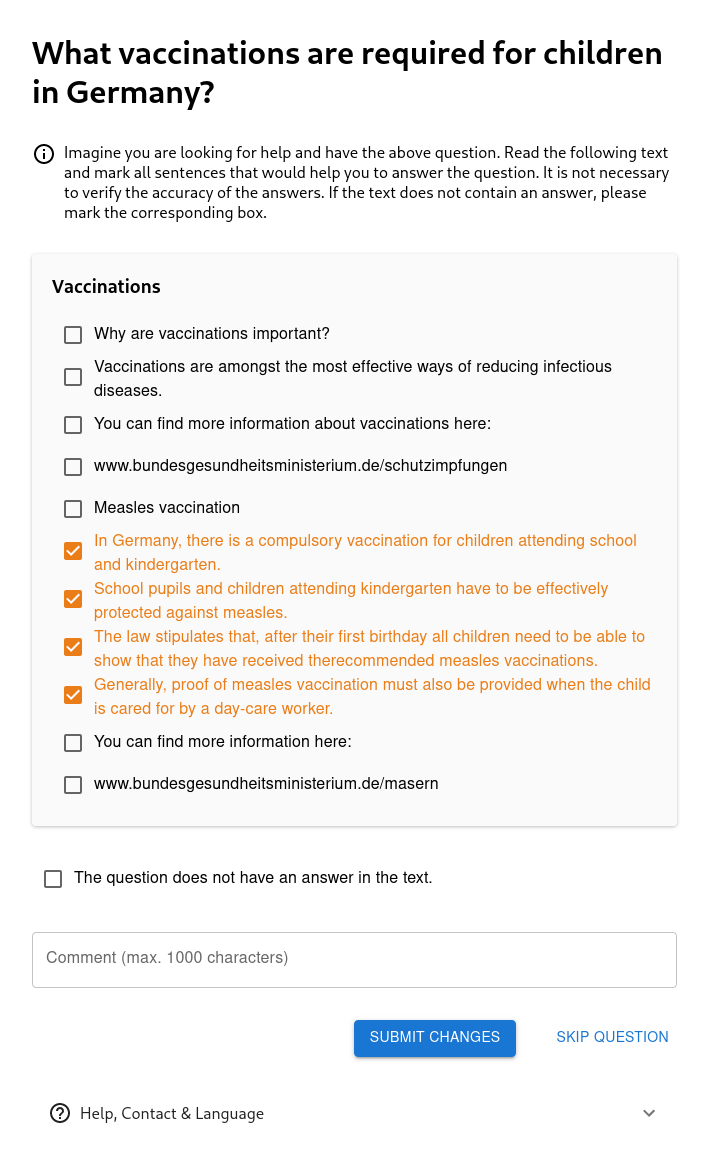 What vaccinations are required for children
in Germany?
Imagine you are looking for help and have the above question. Read the following text
and mark all sentences that would help you to answer the question. It is not necessary
to verify the accuracy of the answers. If the text does not contain an answer, please
mark the corresponding box.
Vaccinations
Why are vaccinations important?
Vaccinations are amongst the most effective ways of reducing infectious
diseases.
You can find more information about vaccinations here:
www.bundesgesundheitsministerium.de/schutzimpfungen
Measles vaccination
In Germany, there is a compulsory vaccination for children attending school
and kindergarten.
School pupils and children attending kindergarten have to be effectively
protected against measles.
The law stipulates that, after their first birthday all children need to be able to
show that they have received therecommended measles vaccinations.
Generally, proof of measles vaccination must also be provided when the child
is cared for by a day-care worker.
You can find more information here:
www.bundesgesundheitsministerium.de/masern
The question does not have an answer in the text.
Comment (max. 1000 characters)
SUBMIT CHANGES SKIP QUESTION
Help, Contact & Language